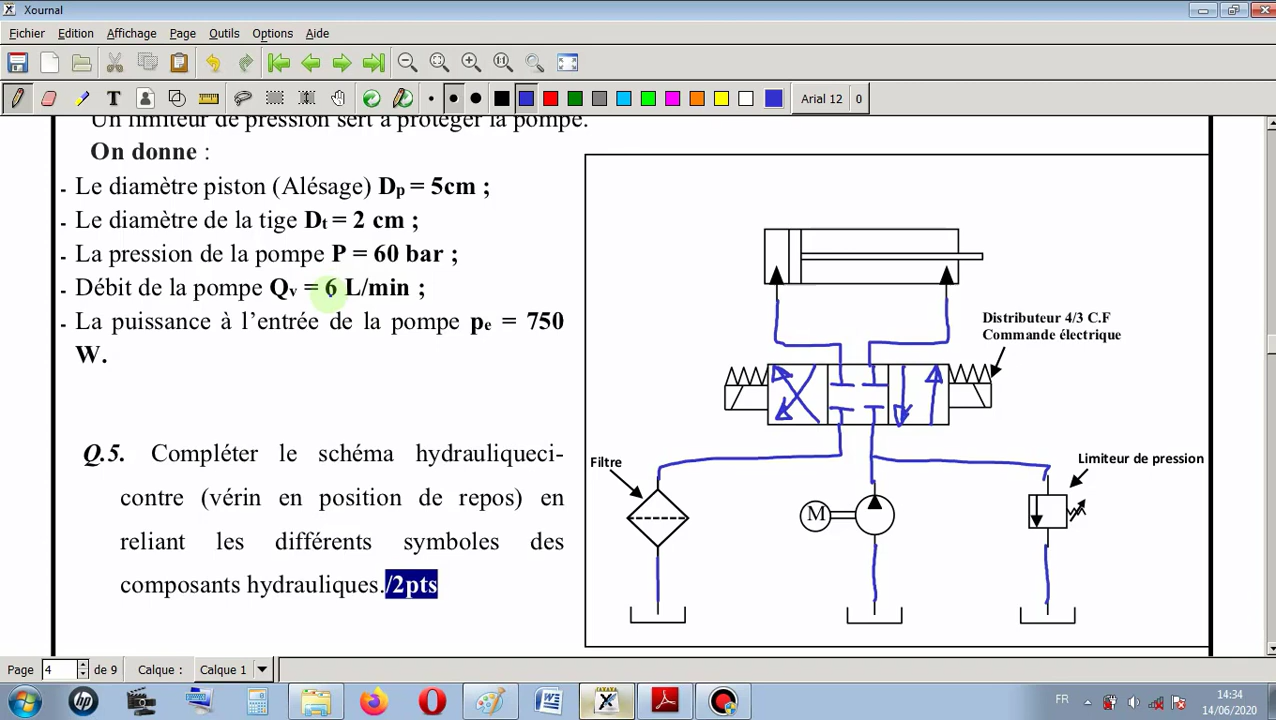 Xournal
Fichier Edition Affichage Page Outils Options Aide
Arial 12 0
Un limiteur de pression sert à protéger la pompe.
On donne :
- Le diamètre piston (Alésage) Dp = 5cm ;
- Le diamètre de la tige Dt = 2 cm ;
- La pression de la pompe P = 60 bar ;
- Débit de la pompe Qv = 6 L/min ;
- La puissance à l’entrée de la pompe pe = 750
W.
Q.5. Compléter le schéma hydrauliqueci-
contre (vérin en position de repos) en
reliant les différents symboles des
composants hydrauliques./2pts
Distributeur 4/3 C.F
Commande électrique
Filtre
Limiteur de pression
M
Page 4 de 9 Calque : Calque 1
FR
14:34
14/06/2020